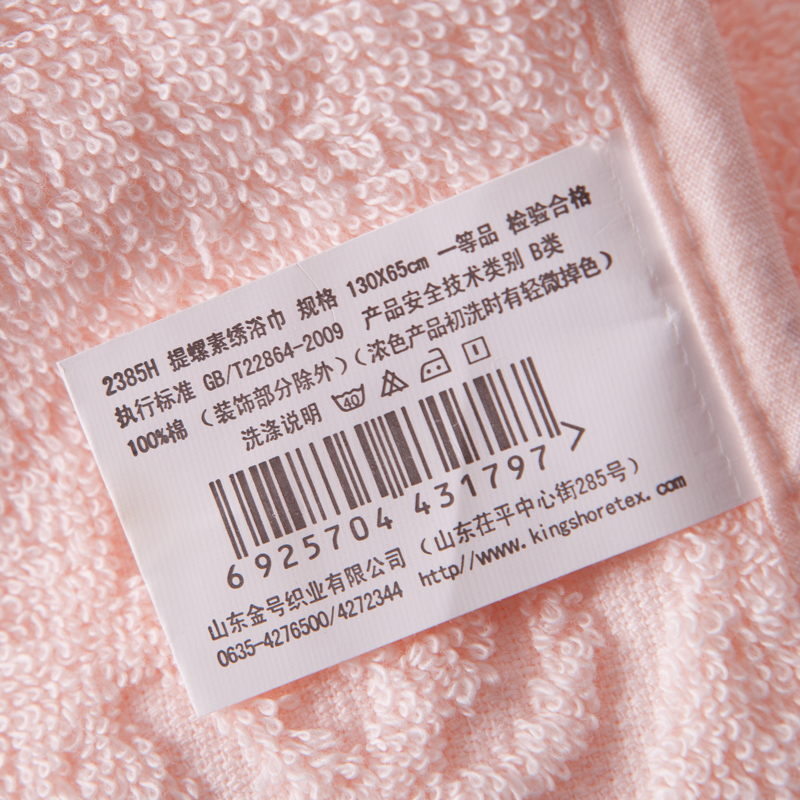 2385H 提螺素绣浴巾 规格 130X65cm 一等品 检验合格
执行标准 GB/T22864-2009 产品安全技术类别 B类
100%棉 (装饰部分除外)(浓色产品初洗时有轻微掉色)
洗涤说明 40
6925704 431797 >
山东金号织业有限公司 (山东茌平中心街285号)
0635-4276500/4272344 http//www.kingshoretex.com